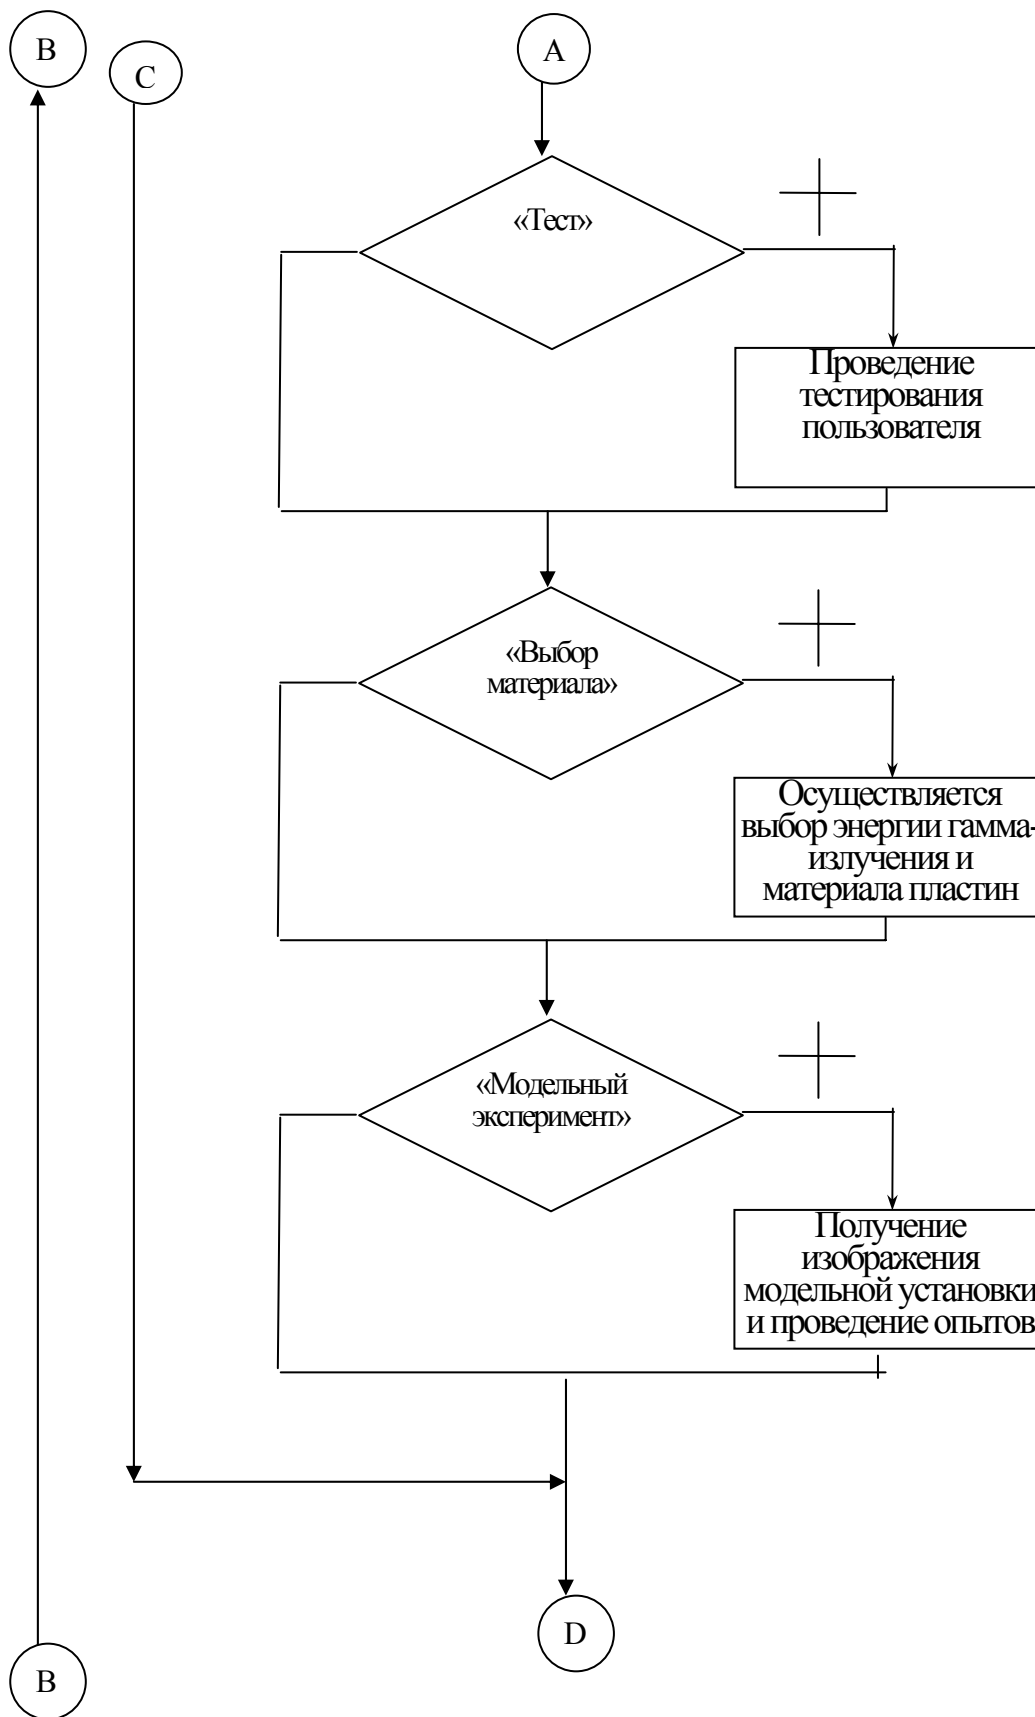 B
C
A
«Тест»
Проведение
тестирования
пользователя
«Выбор
материала»
Осуществляется
выбор энергии гамма-
излучения и
материала пластин
«Модельный
эксперимент»
Получение
изображения
модельной установки
и проведение опытов
D
B